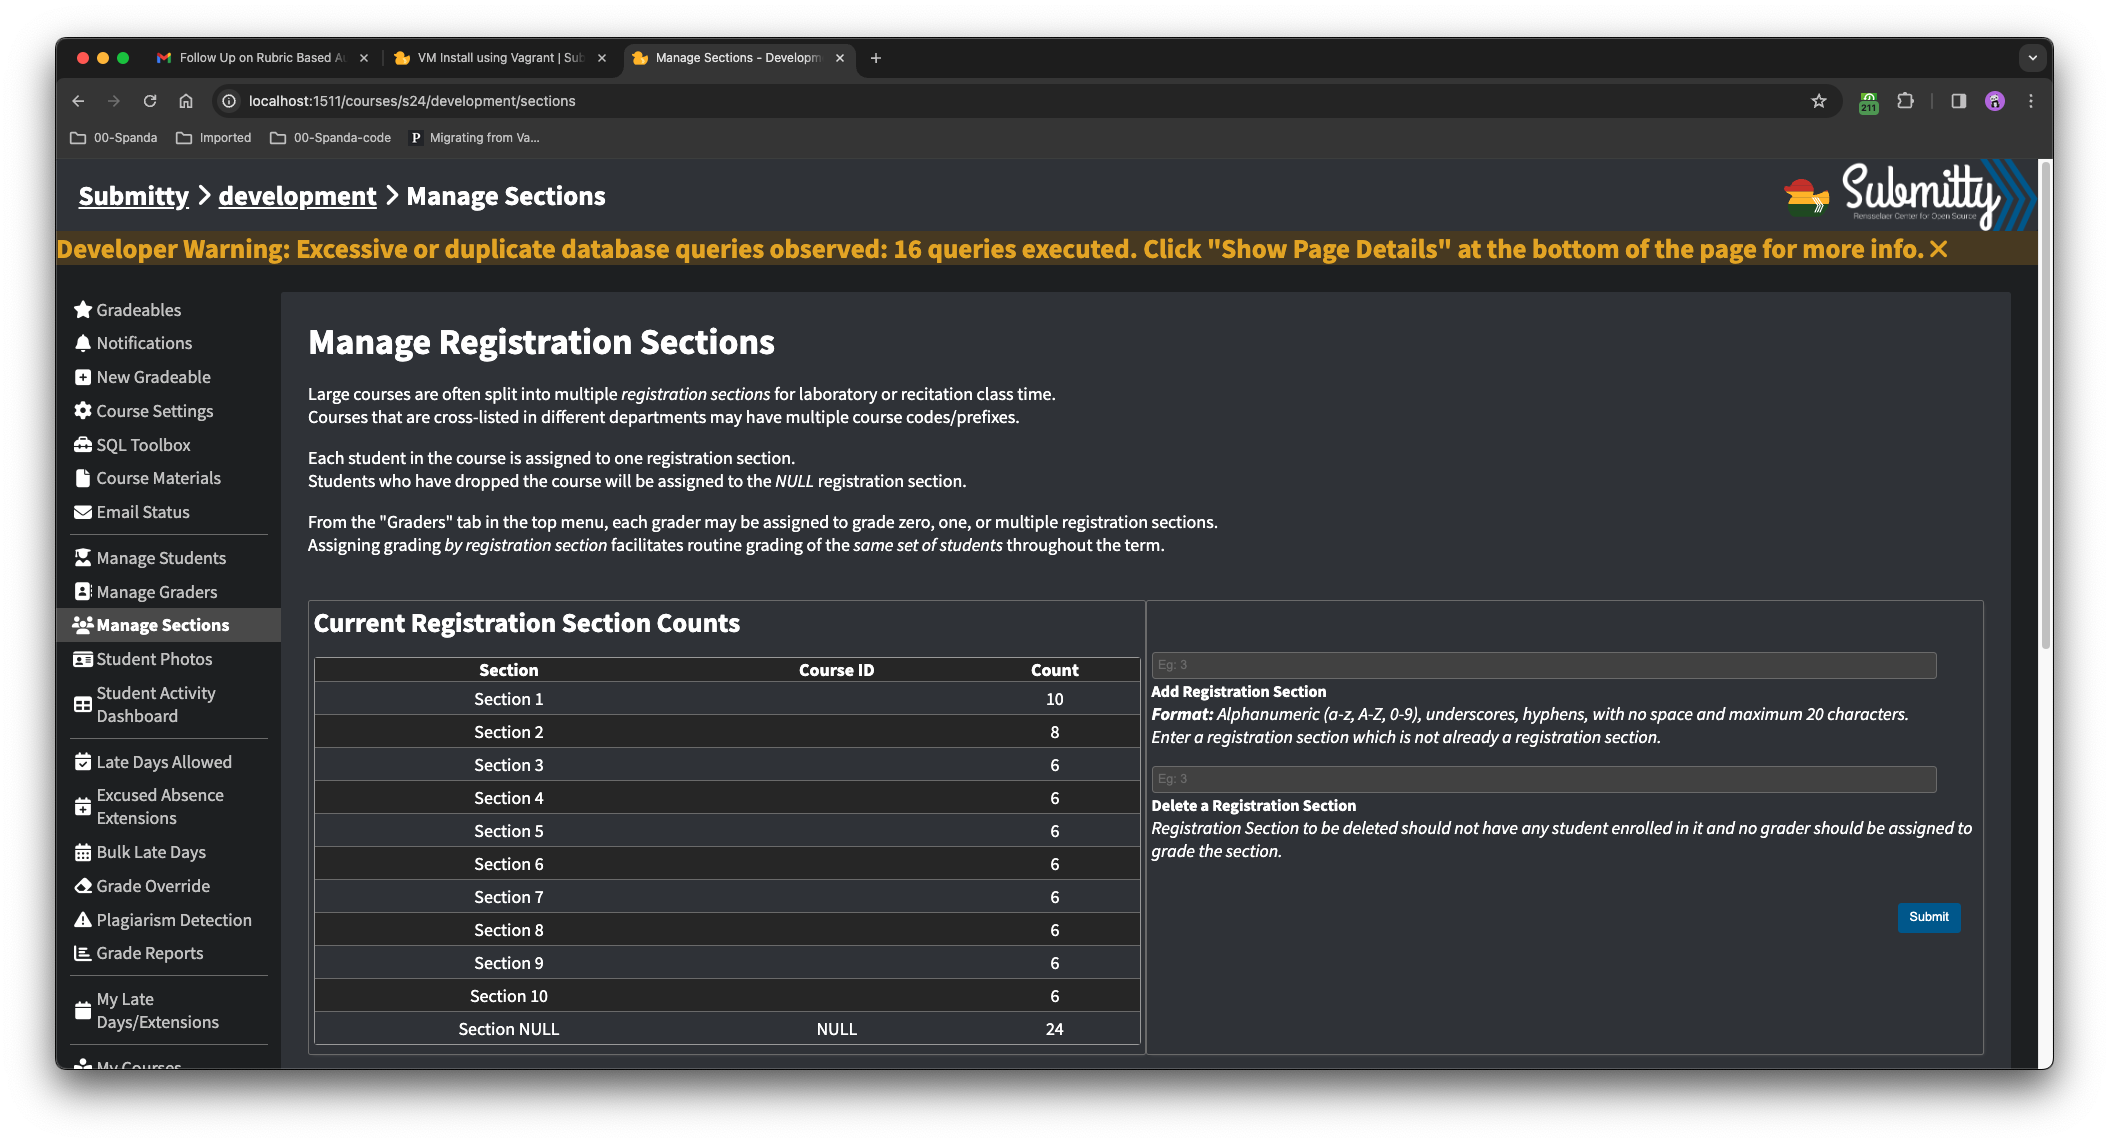 Follow Up on Rubric Based A
VM Install using Vagrant | Sub
Manage Sections - Developm
localhost:1511/courses/s24/development/sections
211
00-Spanda
Imported
00-Spanda-code
P Migrating from Va...
Submitty > development > Manage Sections
Submitty
Rensselaer Center for Open Source
Developer Warning: Excessive or duplicate database queries observed: 16 queries executed. Click "Show Page Details" at the bottom of the page for more info.
Gradeables
Notifications
New Gradeable
Course Settings
SQL Toolbox
Course Materials
Email Status
Manage Students
Manage Graders
Manage Sections
Student Photos
Student Activity
Dashboard
Late Days Allowed
Excused Absence
Extensions
Bulk Late Days
Grade Override
Plagiarism Detection
Grade Reports
My Late
Days/Extensions
My Courses
Manage Registration Sections
Large courses are often split into multiple registration sections for laboratory or recitation class time.
Courses that are cross-listed in different departments may have multiple course codes/prefixes.
Each student in the course is assigned to one registration section.
Students who have dropped the course will be assigned to the NULL registration section.
From the "Graders" tab in the top menu, each grader may be assigned to grade zero, one, or multiple registration sections.
Assigning grading by registration section facilitates routine grading of the same set of students throughout the term.
Current Registration Section Counts
Section Course ID Count
Section 1 10
Section 2 8
Section 3 6
Section 4 6
Section 5 6
Section 6 6
Section 7 6
Section 8 6
Section 9 6
Section 10 6
Section NULL NULL 24
Eg: 3
Add Registration Section
Format: Alphanumeric (a-z, A-Z, 0-9), underscores, hyphens, with no space and maximum 20 characters.
Enter a registration section which is not already a registration section.
Eg: 3
Delete a Registration Section
Registration Section to be deleted should not have any student enrolled in it and no grader should be assigned to
grade the section.
Submit